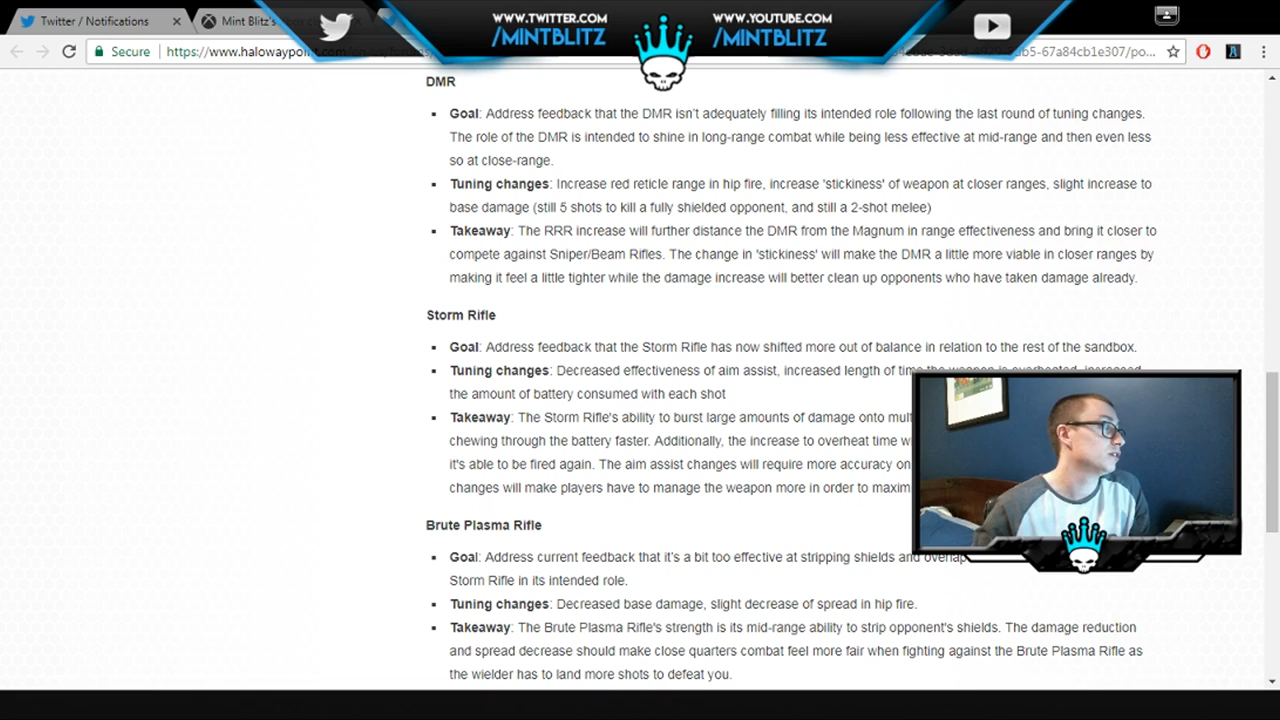 WWW.TWITTER.COM
/MINTBLITZ
WWW.YOUTUBE.COM
/MINTBLITZ
Twitter / Notifications
Mint Blitz's
Secure
https://www.halowaypoint.com
b5-67a84cb1e307/po...
DMR
Goal: Address feedback that the DMR isn't adequately filling its intended role following the last round of tuning changes.
The role of the DMR is intended to shine in long-range combat while being less effective at mid-range and then even less
so at close-range.
Tuning changes: Increase red reticle range in hip fire, increase 'stickiness' of weapon at closer ranges, slight increase to
base damage (still 5 shots to kill a fully shielded opponent, and still a 2-shot melee)
Takeaway: The RRR increase will further distance the DMR from the Magnum in range effectiveness and bring it closer to
compete against Sniper/Beam Rifles. The change in 'stickiness' will make the DMR a little more viable in closer ranges by
making it feel a little tighter while the damage increase will better clean up opponents who have taken damage already.
Storm Rifle
Goal: Address feedback that the Storm Rifle has now shifted more out of balance in relation to the rest of the sandbox.
Tuning changes: Decreased effectiveness of aim assist, increased length of time the weapon is overheated, increased
the amount of battery consumed with each shot
Takeaway: The Storm Rifle's ability to burst large amounts of damage onto
chewing through the battery faster. Additionally, the increase to overheat time
it's able to be fired again. The aim assist changes will require more accuracy on
changes will make players have to manage the weapon more in order to
Brute Plasma Rifle
Goal: Address current feedback that it's a bit too effective at stripping shields and
Storm Rifle in its intended role.
Tuning changes: Decreased base damage, slight decrease of spread in hip fire.
Takeaway: The Brute Plasma Rifle's strength is its mid-range ability to strip opponent's shields. The damage reduction
and spread decrease should make close quarters combat feel more fair when fighting against the Brute Plasma Rifle as
the wielder has to land more shots to defeat you.